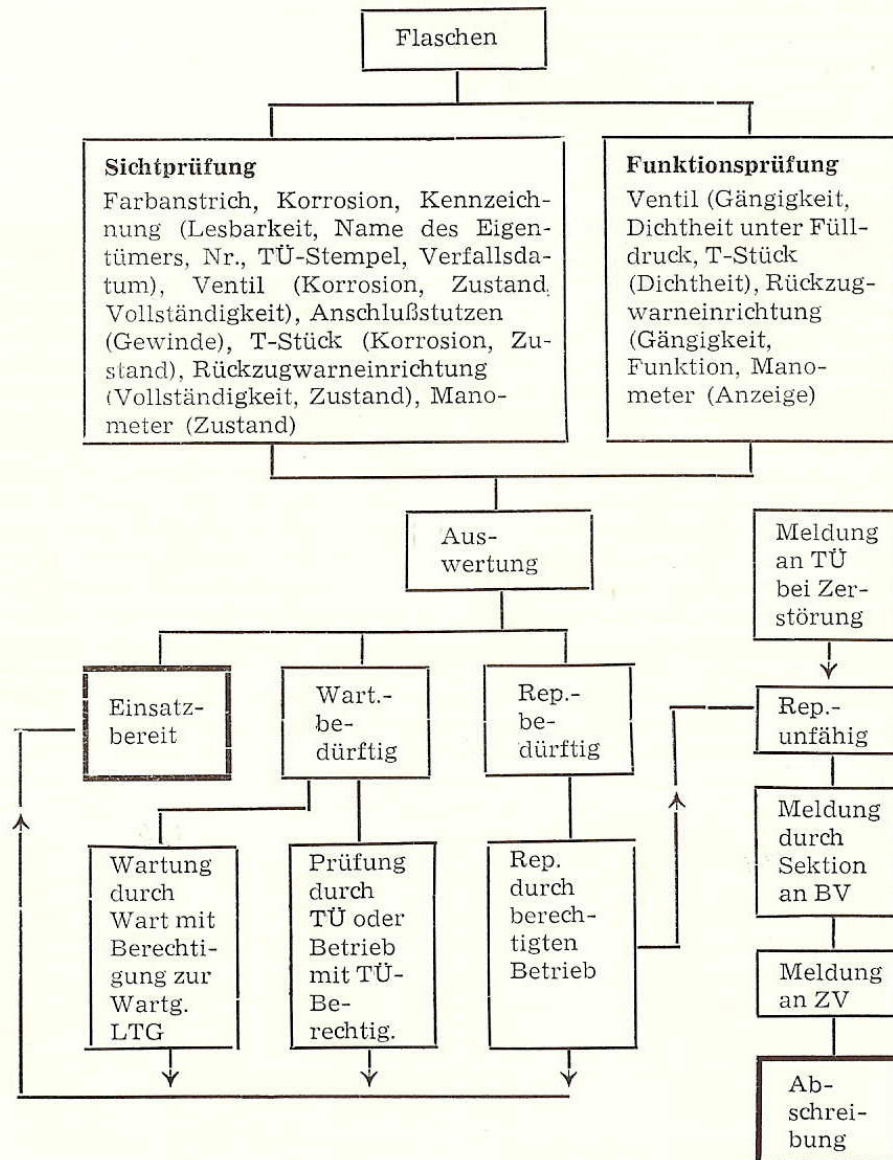 Flaschen
Sichtprüfung
Farbanstrich, Korrosion, Kennzeich-
nung (Lesbarkeit, Name des Eigen-
tümers, Nr., TÜ-Stempel, Verfallsda-
tum), Ventil (Korrosion, Zustand,
Vollständigkeit), Anschlußstutzen
(Gewinde), T-Stück (Korrosion, Zu-
stand), Rückzugwarneinrichtung
(Vollständigkeit, Zustand), Mano-
meter (Zustand)
Funktionsprüfung
Ventil (Gängigkeit,
Dichtheit unter Füll-
druck, T-Stück
(Dichtheit), Rückzug-
warneinrichtung
(Gängigkeit,
Funktion, Mano-
meter (Anzeige)
Aus-
wertung
Meldung
an TÜ
bei Zer-
störung
Einsatz-
bereit
Wart.-
be-
dürftig
Rep.-
be-
dürftig
Rep.-
unfähig
Wartung
durch
Wart mit
Berechti-
gung zur
Wartg.
LTG
Prüfung
durch
TÜ oder
Betrieb
mit TÜ-
Be-
rechtig.
Rep.
durch
berech-
tigten
Betrieb
Meldung
durch
Sektion
an BV
Meldung
an ZV
Ab-
schrei-
bung